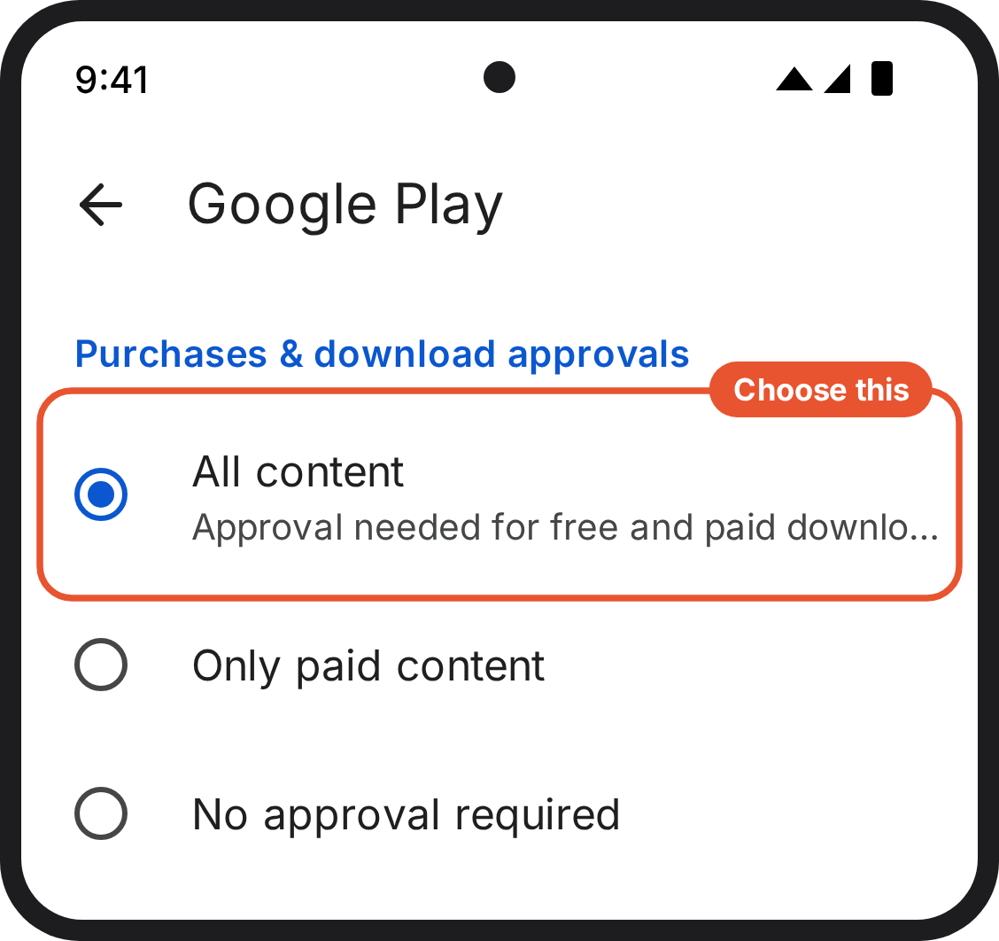 9:41
Google Play
Purchases & download approvals
Choose this
All content
Approval needed for free and paid downlo...
Only paid content
No approval required